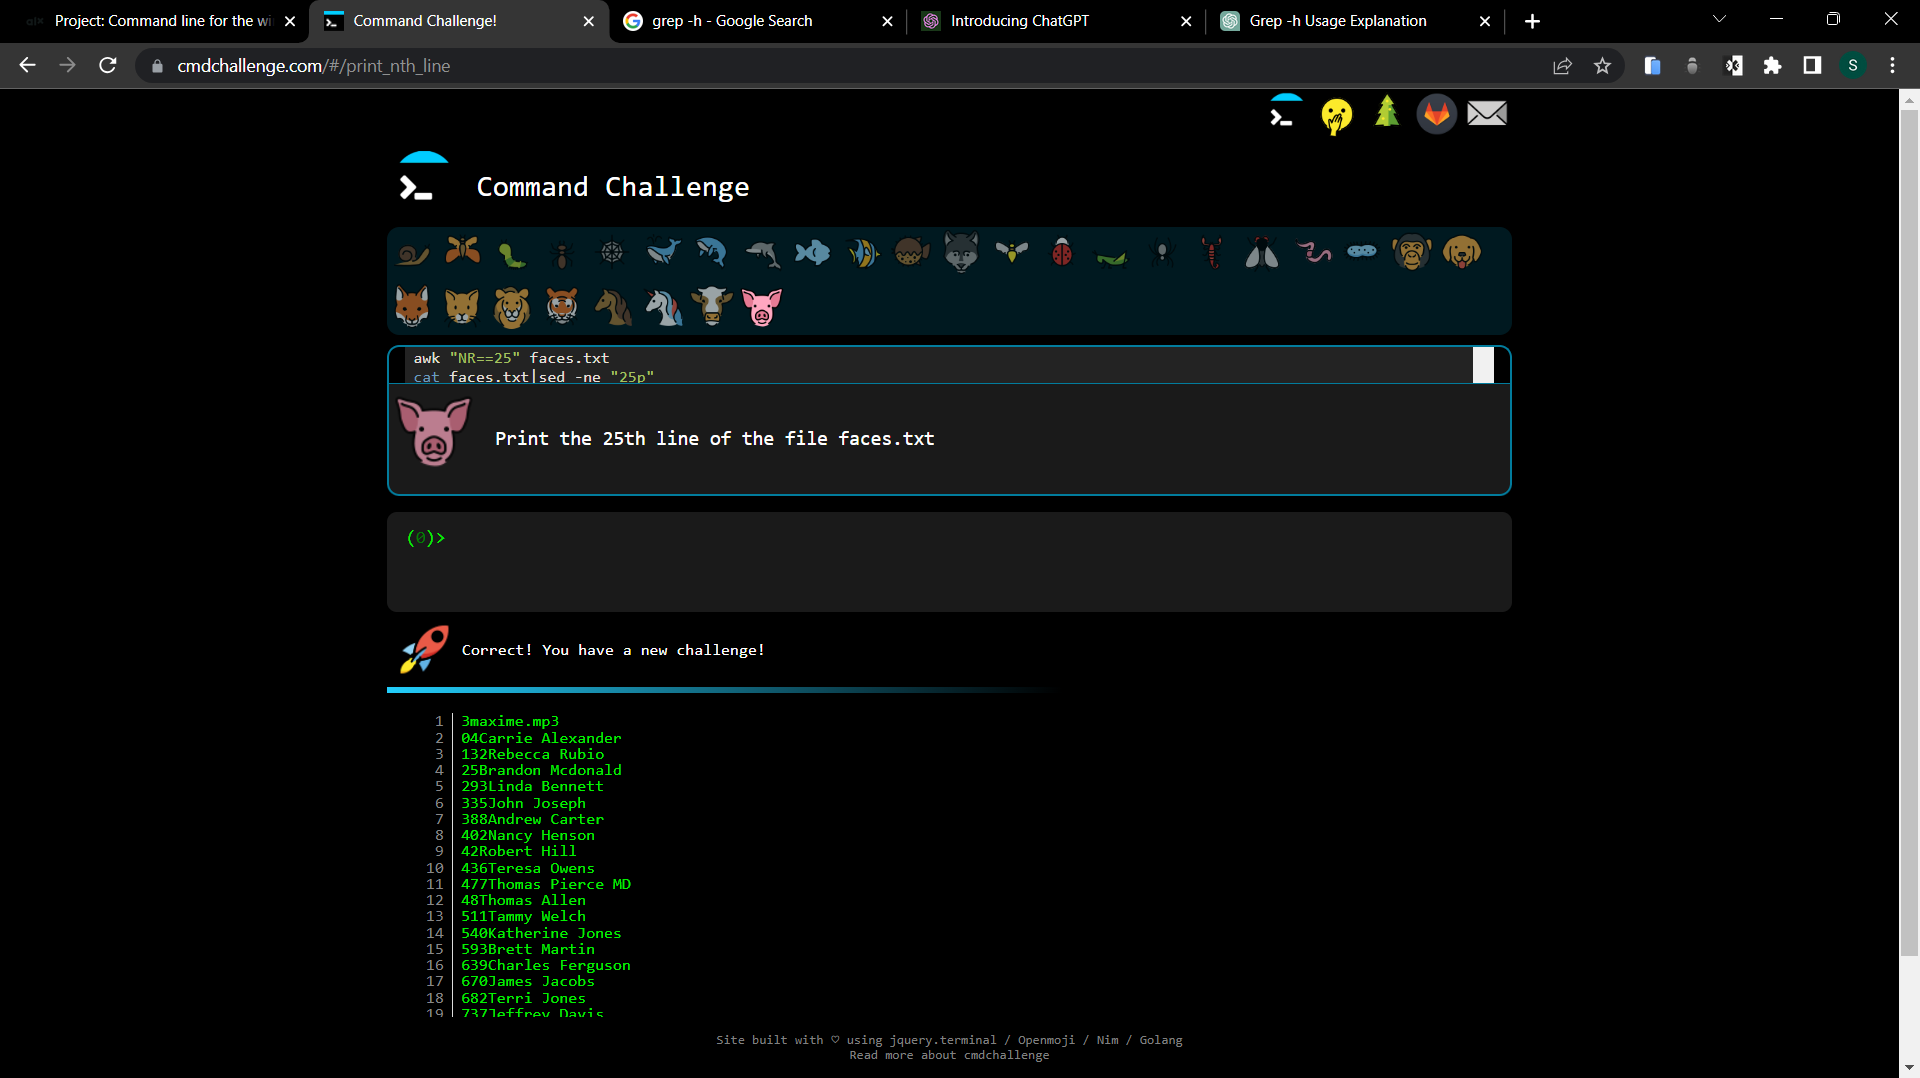 Project: Command line for the wi
Command Challenge!
grep -h - Google Search
Introducing ChatGPT
Grep -h Usage Explanation
cmdchallenge.com/#/print_nth_line
S
Command Challenge
awk "NR==25" faces.txt
cat faces.txt|sed -ne "25p"
Print the 25th line of the file faces.txt
(0)>
Correct! You have a new challenge!
1 3maxime.mp3
2 04Carrie Alexander
3 132Rebecca Rubio
4 25Brandon Mcdonald
5 293Linda Bennett
6 335John Joseph
7 388Andrew Carter
8 402Nancy Henson
9 42Robert Hill
10 436Teresa Owens
11 477Thomas Pierce MD
12 48Thomas Allen
13 511Tammy Welch
14 540Katherine Jones
15 593Brett Martin
16 639Charles Ferguson
17 670James Jacobs
18 682Terri Jones
19 737Jeffrey Davis
Site built with ♡ using jquery.terminal / Openmoji / Nim / Golang
Read more about cmdchallenge